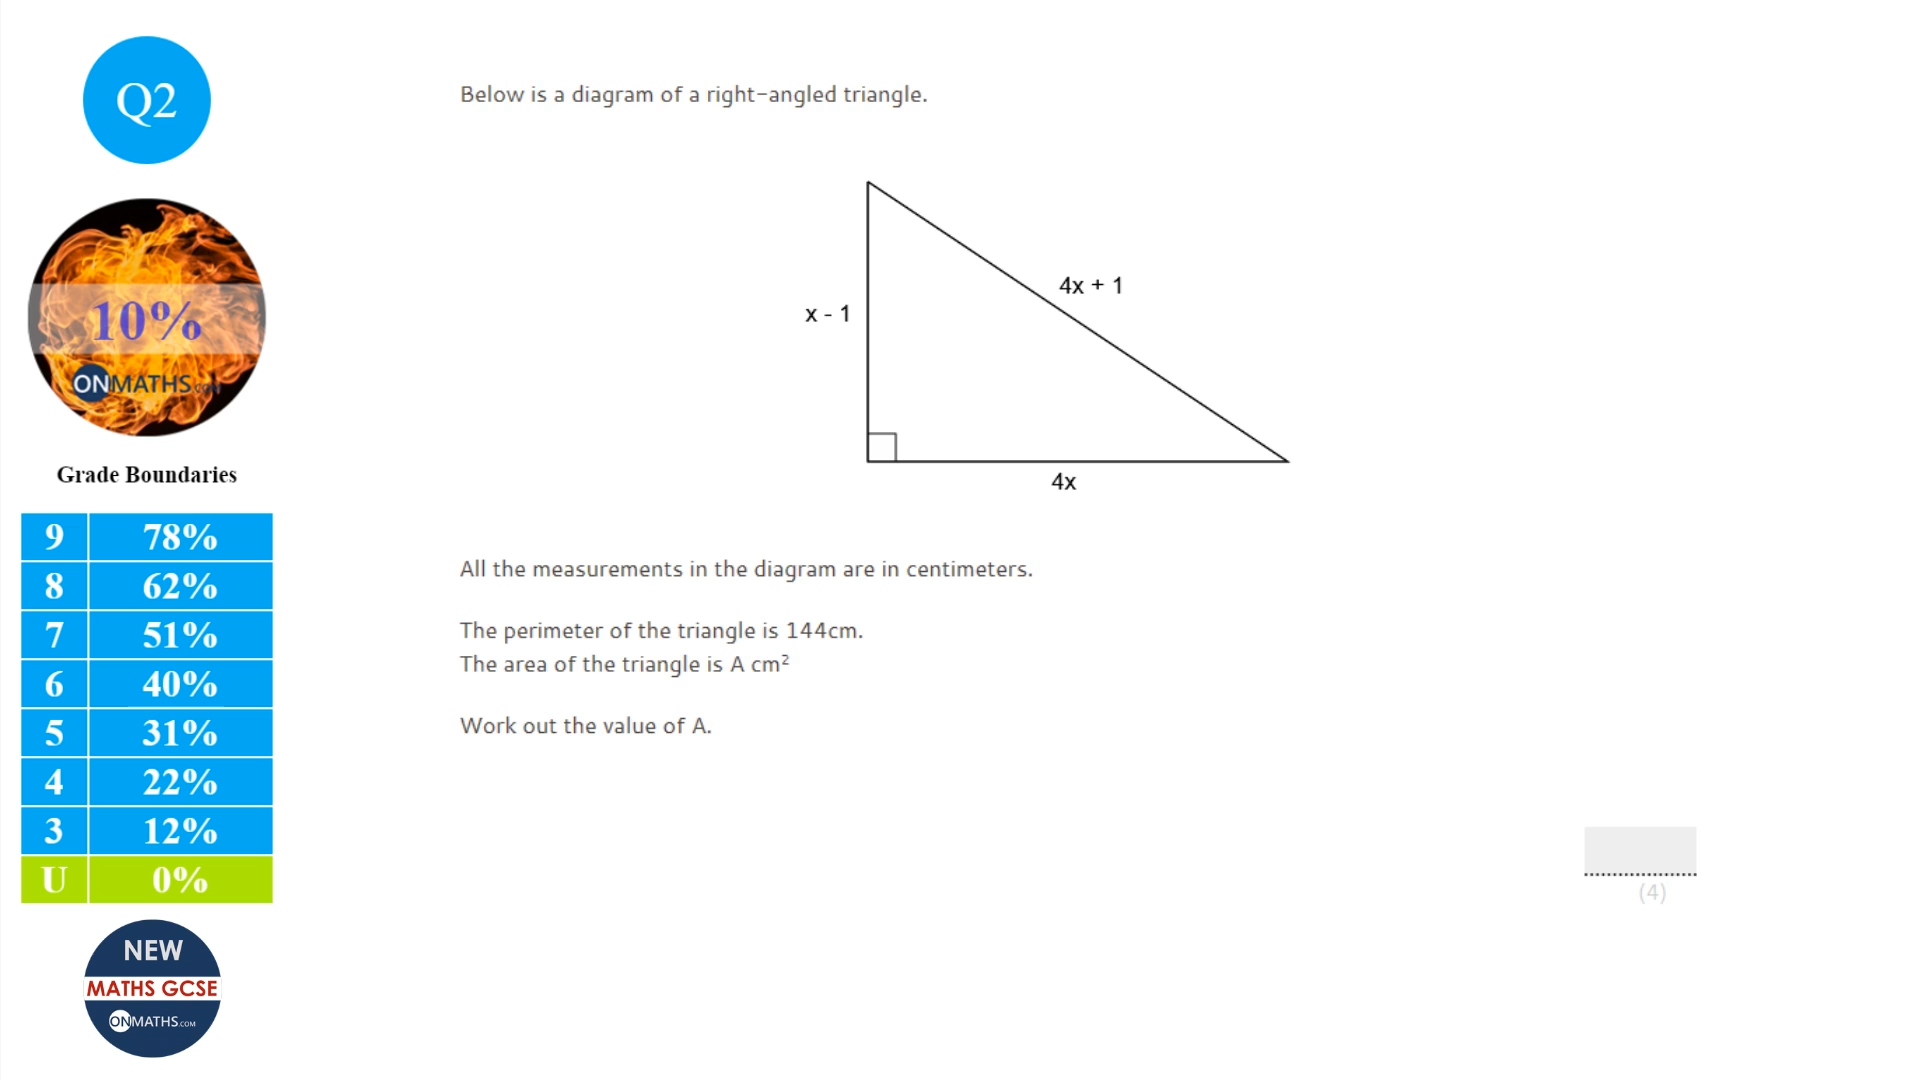 Q2
10%
ONMATHS.com
Grade Boundaries
9 78%
8 62%
7 51%
6 40%
5 31%
4 22%
3 12%
U 0%
NEW
MATHS GCSE
ONMATHS.COM
Below is a diagram of a right-angled triangle.
4x + 1
x - 1
4x
All the measurements in the diagram are in centimeters.
The perimeter of the triangle is 144cm.
The area of the triangle is A cm²
Work out the value of A.
(4)